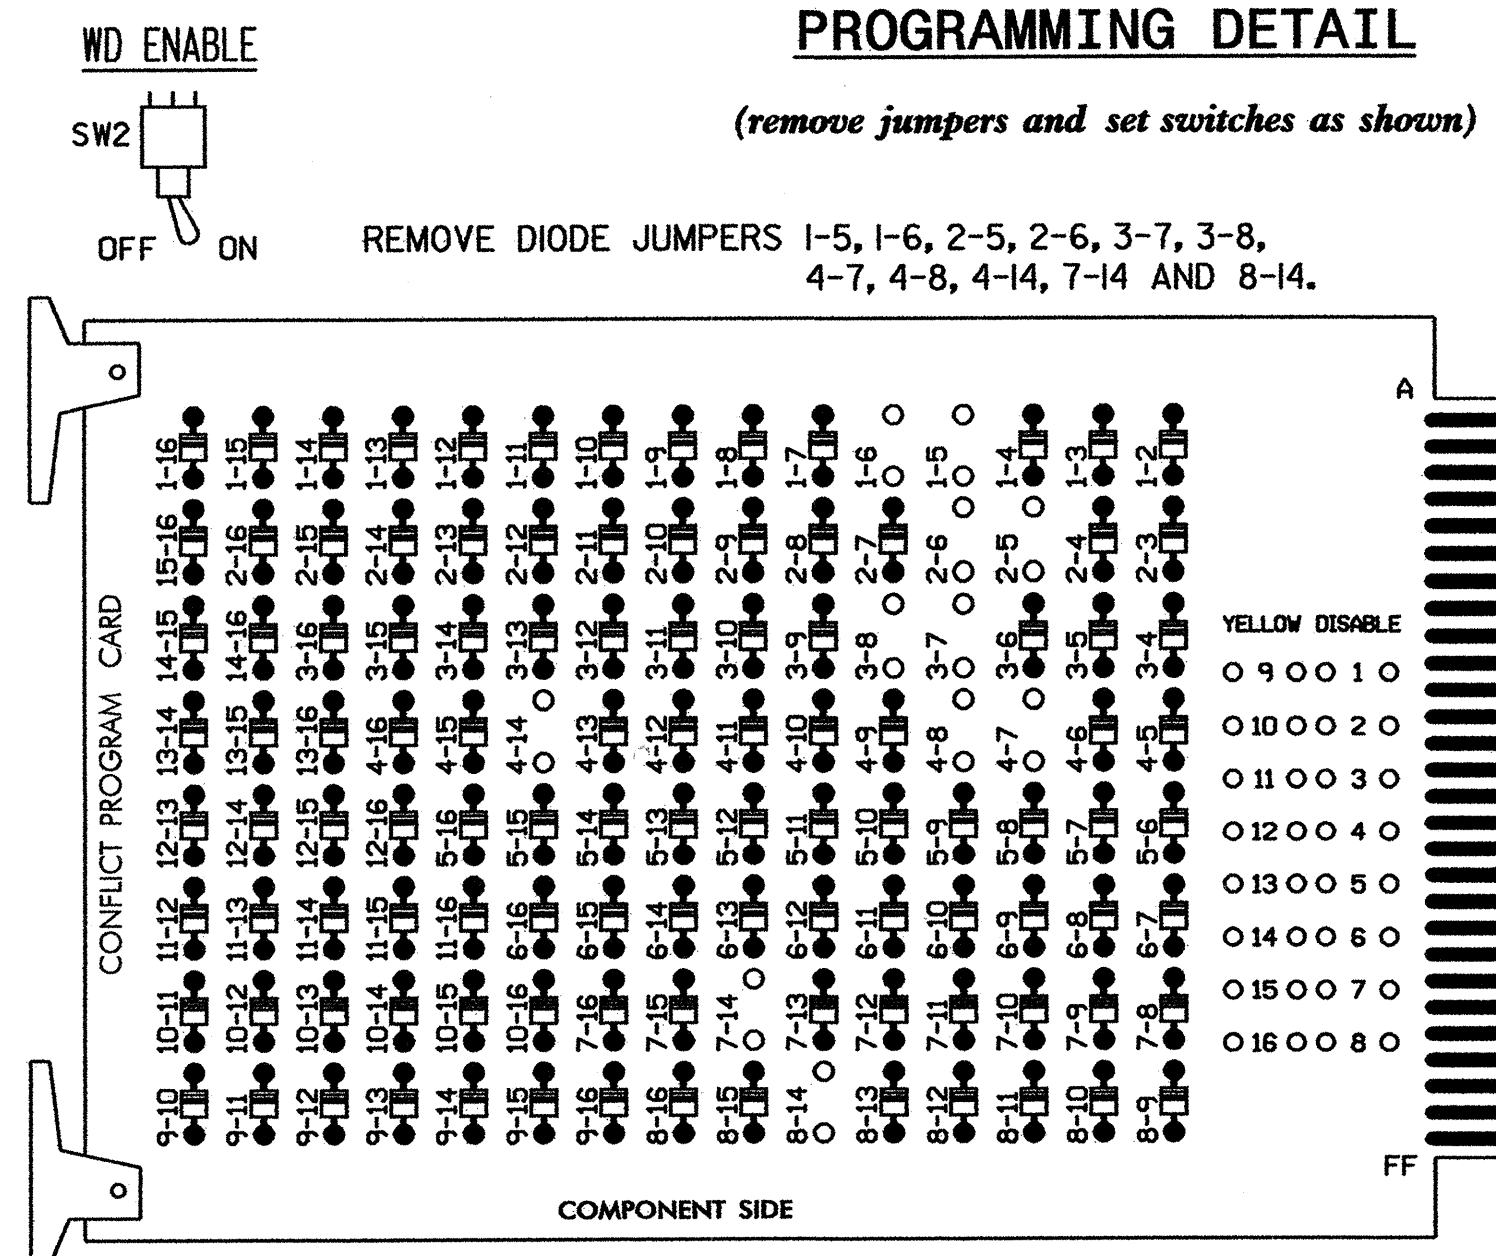 PROGRAMMING DETAIL
WD ENABLE
(remove jumpers and set switches as shown)
SW2
OFF ON
REMOVE DIODE JUMPERS 1-5, 1-6, 2-5, 2-6, 3-7, 3-8,
4-7, 4-8, 4-14, 7-14 AND 8-14.
A
1-16 1-15 1-14 1-13 1-12 1-11 1-10 1-9 1-8 1-7 1-6 1-5 1-4 1-3 1-2
15-16 2-16 2-15 2-14 2-13 2-12 2-11 2-10 2-9 2-8 2-7 2-6 2-5 2-4 2-3
14-15 14-16 3-16 3-15 3-14 3-13 3-12 3-11 3-10 3-9 3-8 3-7 3-6 3-5 3-4
13-14 13-15 13-16 4-16 4-15 4-14 4-13 4-12 4-11 4-10 4-9 4-8 4-7 4-6 4-5
12-13 12-14 12-15 12-16 5-16 5-15 5-14 5-13 5-12 5-11 5-10 5-9 5-8 5-7 5-6
11-12 11-13 11-14 11-15 11-16 6-16 6-15 6-14 6-13 6-12 6-11 6-10 6-9 6-8 6-7
10-11 10-12 10-13 10-14 10-15 10-16 7-16 7-15 7-14 7-13 7-12 7-11 7-10 7-9 7-8
9-10 9-11 9-12 9-13 9-14 9-15 9-16 8-16 8-15 8-14 8-13 8-12 8-11 8-10 8-9
CONFLICT PROGRAM CARD
YELLOW DISABLE
9 1
10 2
11 3
12 4
13 5
14 6
15 7
16 8
FF
COMPONENT SIDE